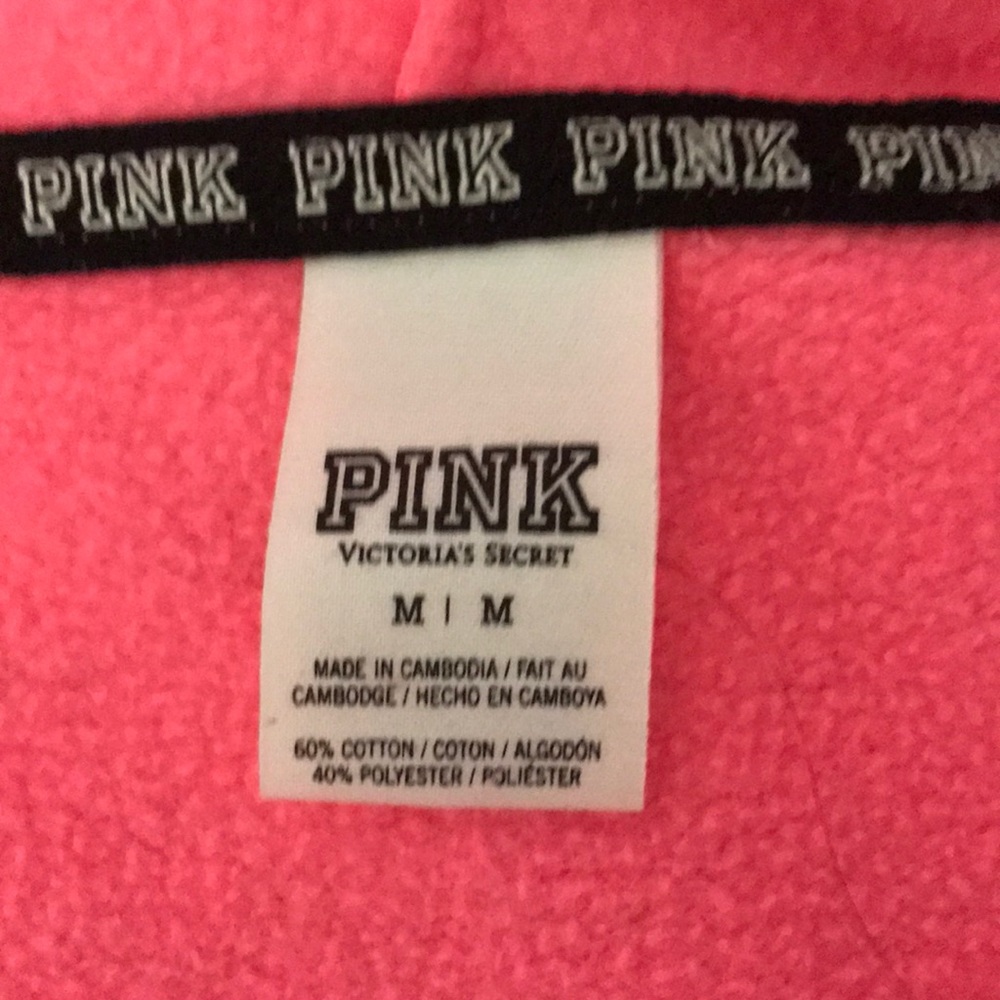 PINK PINK PINK PIN
PINK
VICTORIA'S SECRET
M | M
MADE IN CAMBODIA / FAIT AU
CAMBODGE / HECHO EN CAMBOYA
60% COTTON / COTON / ALGODÓN
40% POLYESTER / POLIÉSTER